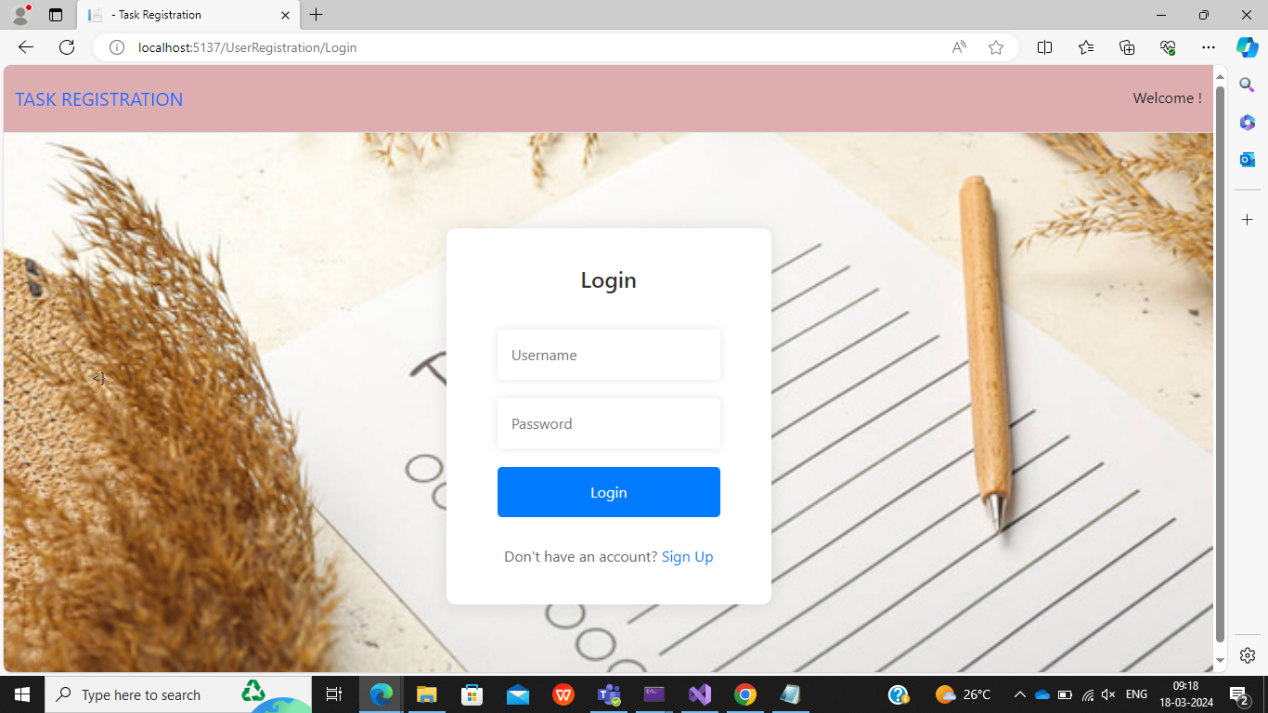 - Task Registration
localhost:5137/UserRegistration/Login
TASK REGISTRATION
Welcome !
Login
Username
Password
Login
Don't have an account? Sign Up
Type here to search
26°C
ENG
09:18
18-03-2024
2